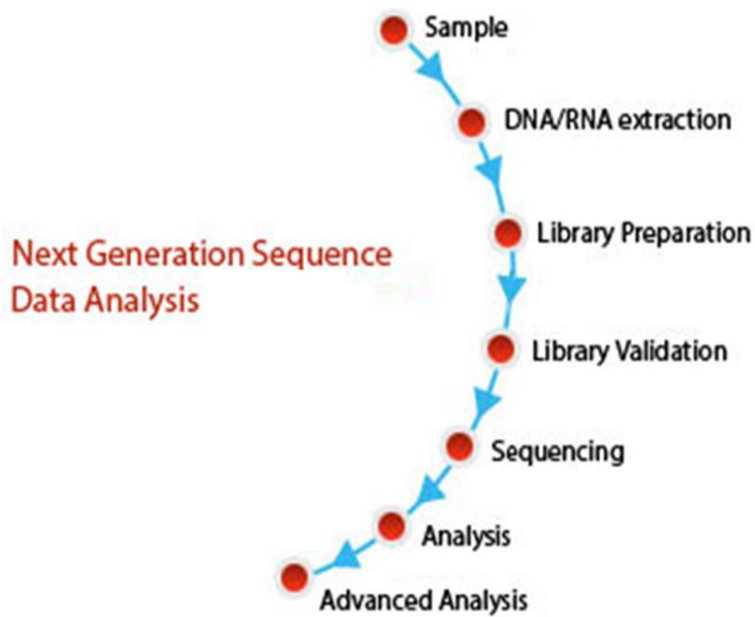 Sample
DNA/RNA extraction
Library Preparation
Next Generation Sequence
Data Analysis
Library Validation
Sequencing
Analysis
Advanced Analysis